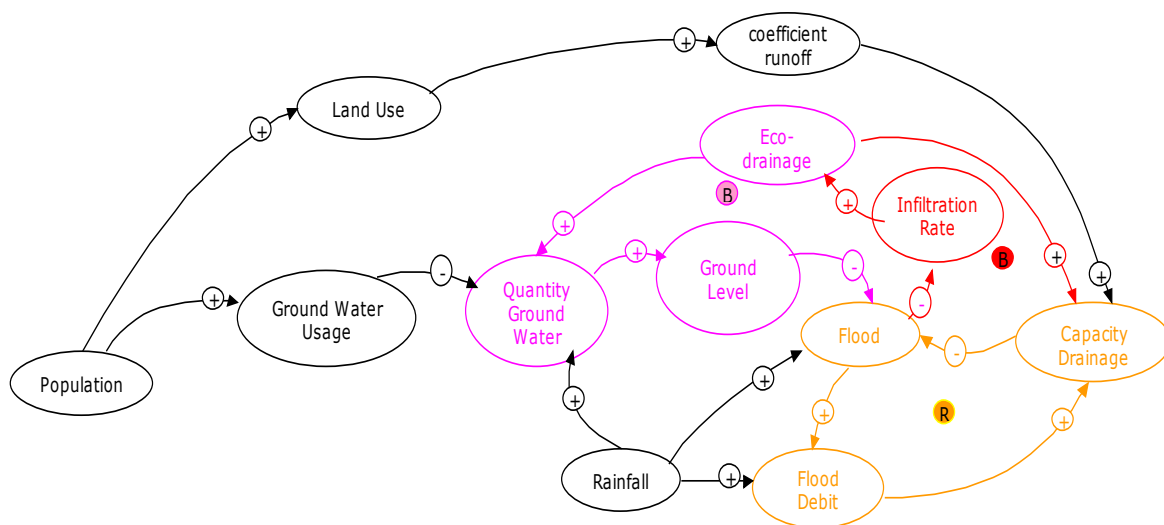 coefficient
runoff
+
Land Use
+
Eco-
drainage
B
Infiltration
Rate
+
B
+
+
+
+
-
Ground
Level
-
Quantity
Ground
Water
+
Ground Water
Usage
-
Flood
-
Capacity
Drainage
Population
+
+
+
R
+
Rainfall
+
Flood
Debit